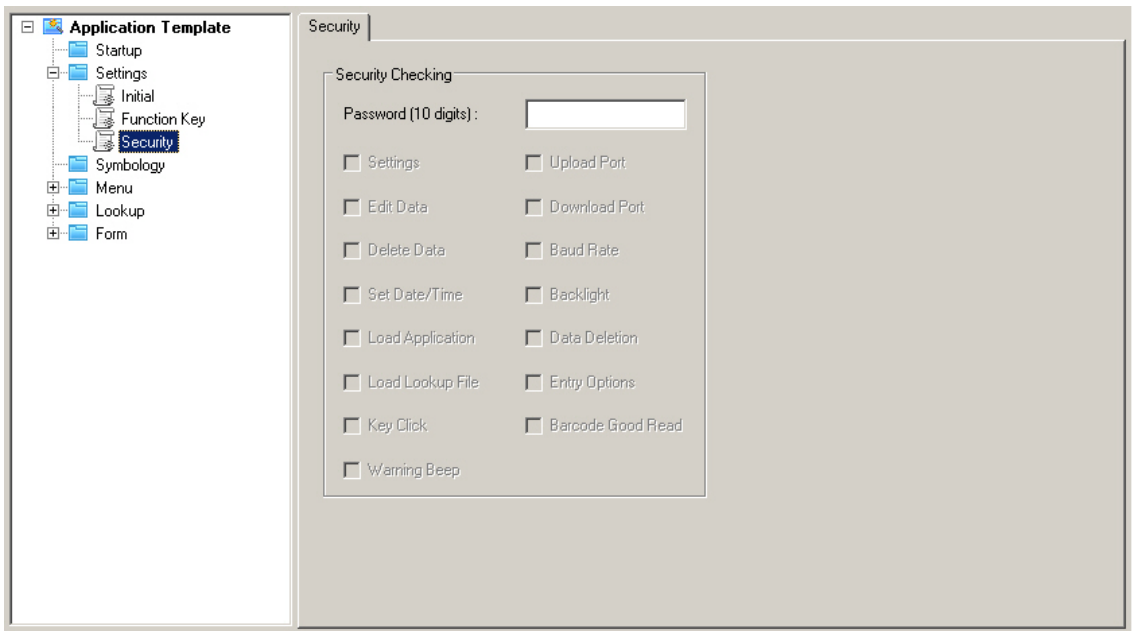 Application Template
Startup
Settings
Initial
Function Key
Security
Symbology
Menu
Lookup
Form
Security
Security Checking
Password (10 digits) :
Settings
Upload Port
Edit Data
Download Port
Delete Data
Baud Rate
Set Date/Time
Backlight
Load Application
Data Deletion
Load Lookup File
Entry Options
Key Click
Barcode Good Read
Warning Beep